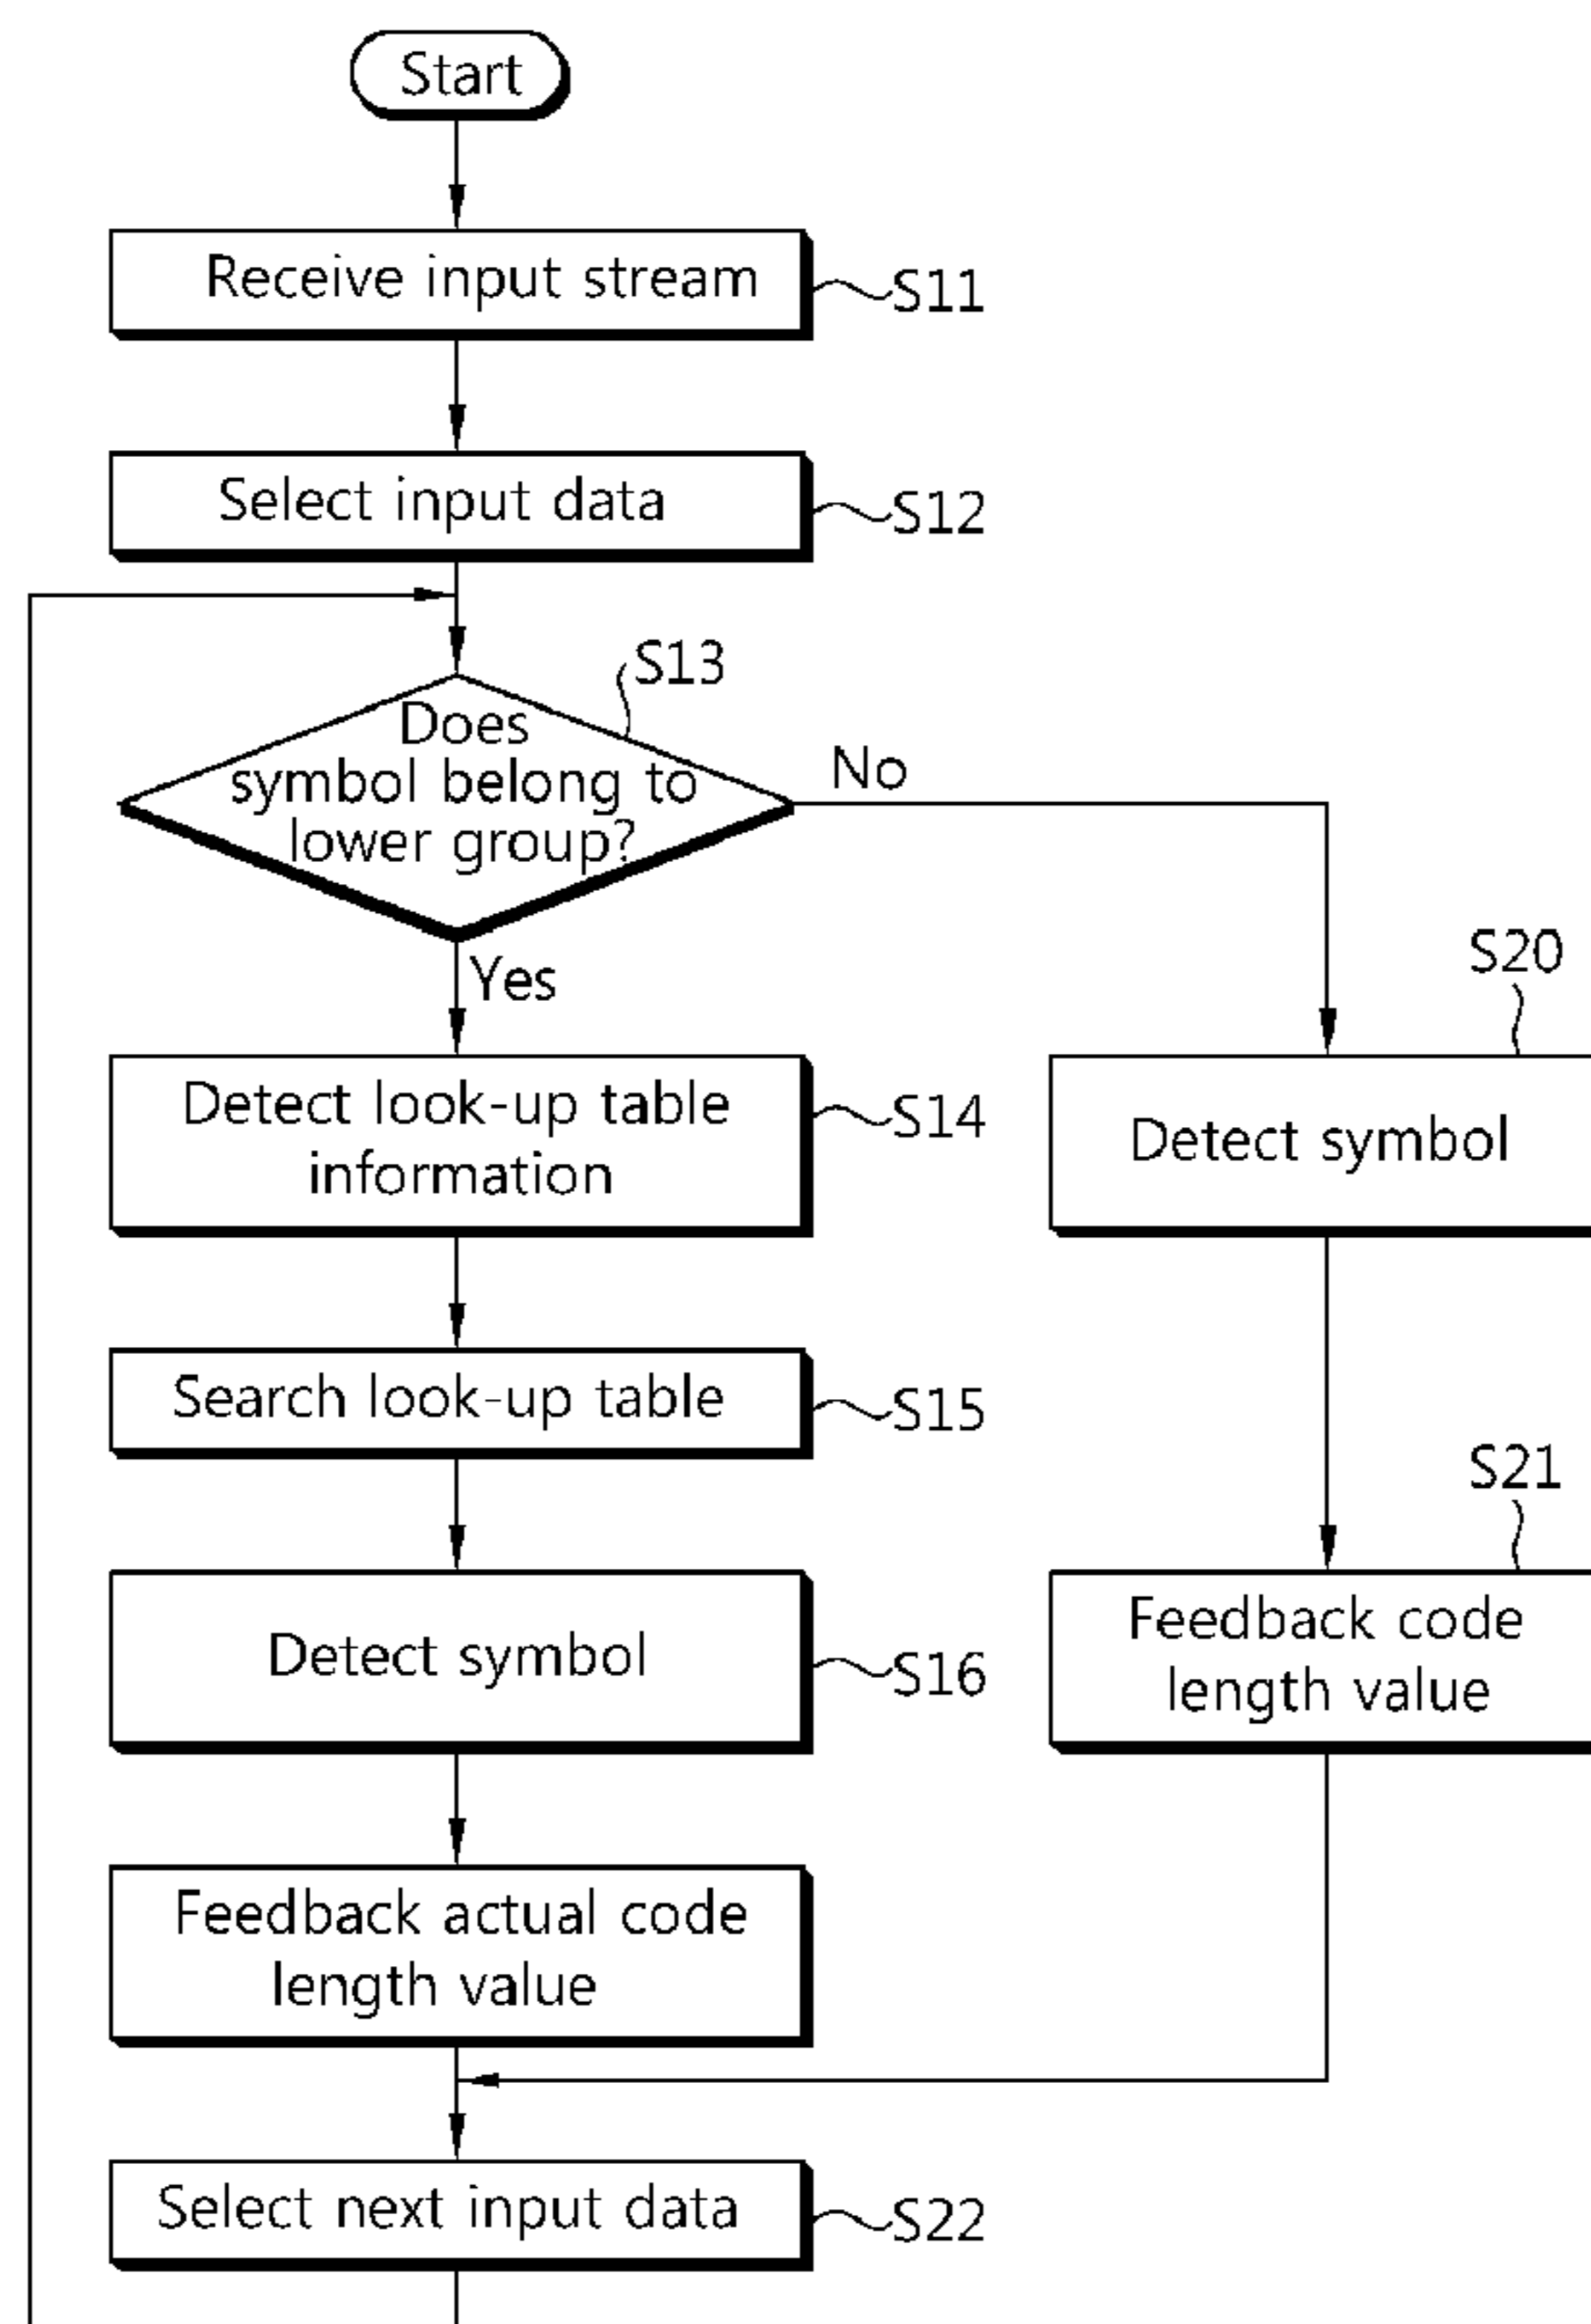 Start
Receive input stream
S11
Select input data
S12
S13
Does
symbol belong to
lower group?
No
Yes
S20
Detect look-up table
information
S14
Detect symbol
Search look-up table
S15
S21
Detect symbol
S16
Feedback code
length value
Feedback actual code
length value
Select next input data
S22